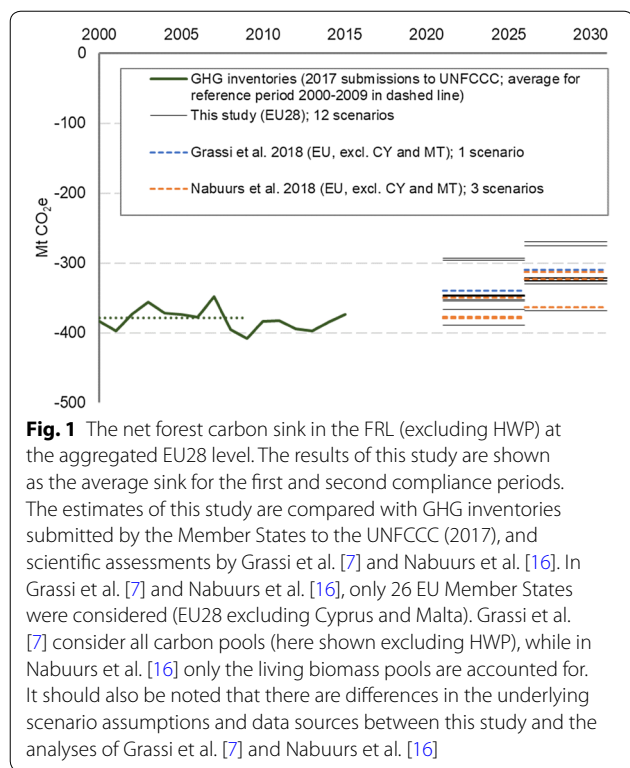 2000 2005 2010 2015 2020 2025 2030
0
-100
-200
-300
-400
-500
Mt CO₂e
GHG inventories (2017 submissions to UNFCCC; average for
reference period 2000-2009 in dashed line)
This study (EU28); 12 scenarios
Grassi et al. 2018 (EU, excl. CY and MT); 1 scenario
Nabuurs et al. 2018 (EU, excl. CY and MT); 3 scenarios
Fig. 1 The net forest carbon sink in the FRL (excluding HWP) at
the aggregated EU28 level. The results of this study are shown
as the average sink for the first and second compliance periods.
The estimates of this study are compared with GHG inventories
submitted by the Member States to the UNFCCC (2017), and
scientific assessments by Grassi et al. [7] and Nabuurs et al. [16]. In
Grassi et al. [7] and Nabuurs et al. [16], only 26 EU Member States
were considered (EU28 excluding Cyprus and Malta). Grassi et al.
[7] consider all carbon pools (here shown excluding HWP), while in
Nabuurs et al. [16] only the living biomass pools are accounted for.
It should also be noted that there are differences in the underlying
scenario assumptions and data sources between this study and the
analyses of Grassi et al. [7] and Nabuurs et al. [16]